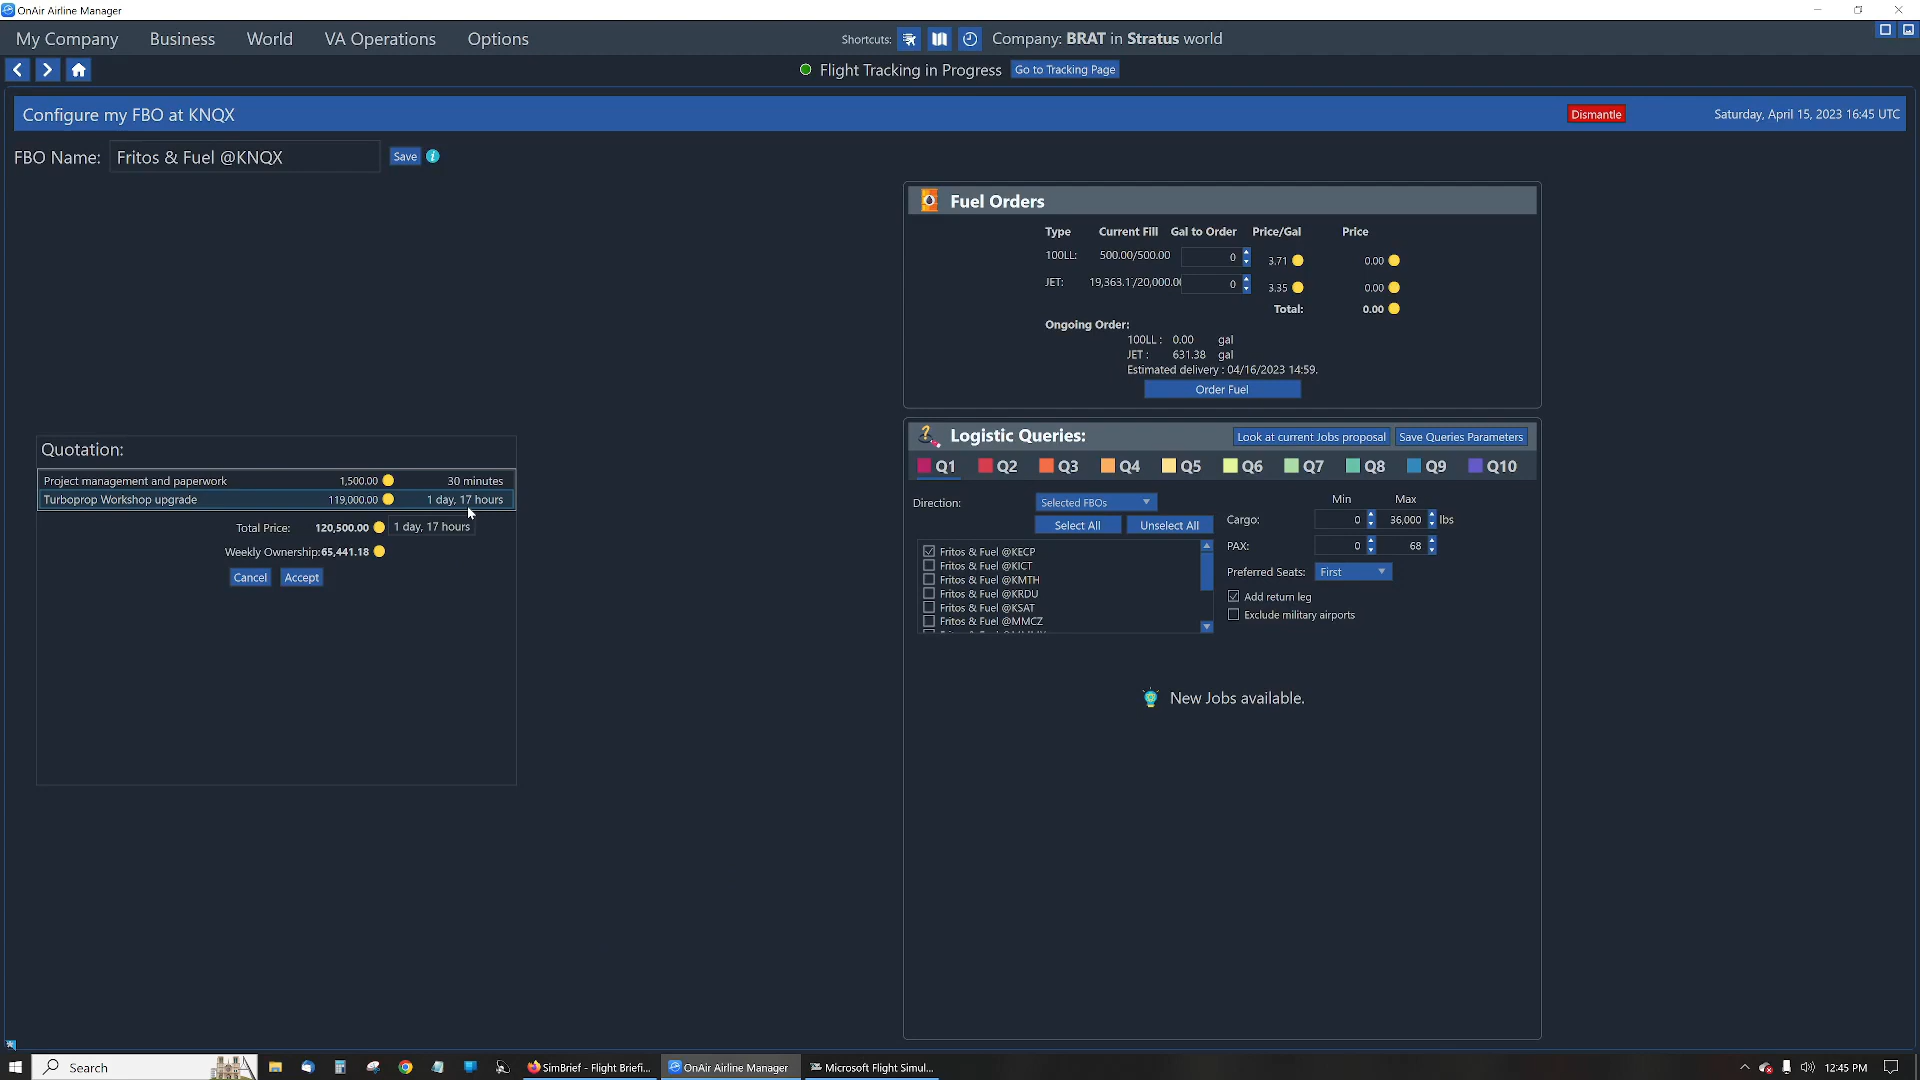 OnAir Airline Manager
My Company Business World VA Operations Options
Shortcuts: Company: BRAT in Stratus world
Flight Tracking in Progress Go to Tracking Page
Configure my FBO at KNQX
Dismantle
Saturday, April 15, 2023 16:45 UTC
FBO Name: Fritos & Fuel @KNQX Save
Fuel Orders
Type Current Fill Gal to Order Price/Gal Price
100LL: 500.00/500.00 0 3.71 0.00
JET: 19,363.1/20,000.0 0 3.35 0.00
Total: 0.00
Ongoing Order:
100LL : 0.00 gal
JET : 631.38 gal
Estimated delivery : 04/16/2023 14:59.
Order Fuel
Quotation:
Project management and paperwork 1,500.00 30 minutes
Turboprop Workshop upgrade 119,000.00 1 day, 17 hours
Total Price: 120,500.00 1 day, 17 hours
Weekly Ownership: 65,441.18
Cancel Accept
Logistic Queries: Look at current Jobs proposal Save Queries Parameters
Q1 Q2 Q3 Q4 Q5 Q6 Q7 Q8 Q9 Q10
Direction: Selected FBOs
Select All Unselect All
Fritos & Fuel @KECP
Fritos & Fuel @KICT
Fritos & Fuel @KMTH
Fritos & Fuel @KRDU
Fritos & Fuel @KSAT
Fritos & Fuel @MMCZ
Min Max
Cargo: 0 36,000 lbs
PAX: 0 68
Preferred Seats: First
Add return leg
Exclude military airports
New Jobs available.
Search
SimBrief - Flight Briefi...
OnAir Airline Manager
Microsoft Flight Simul...
12:45 PM